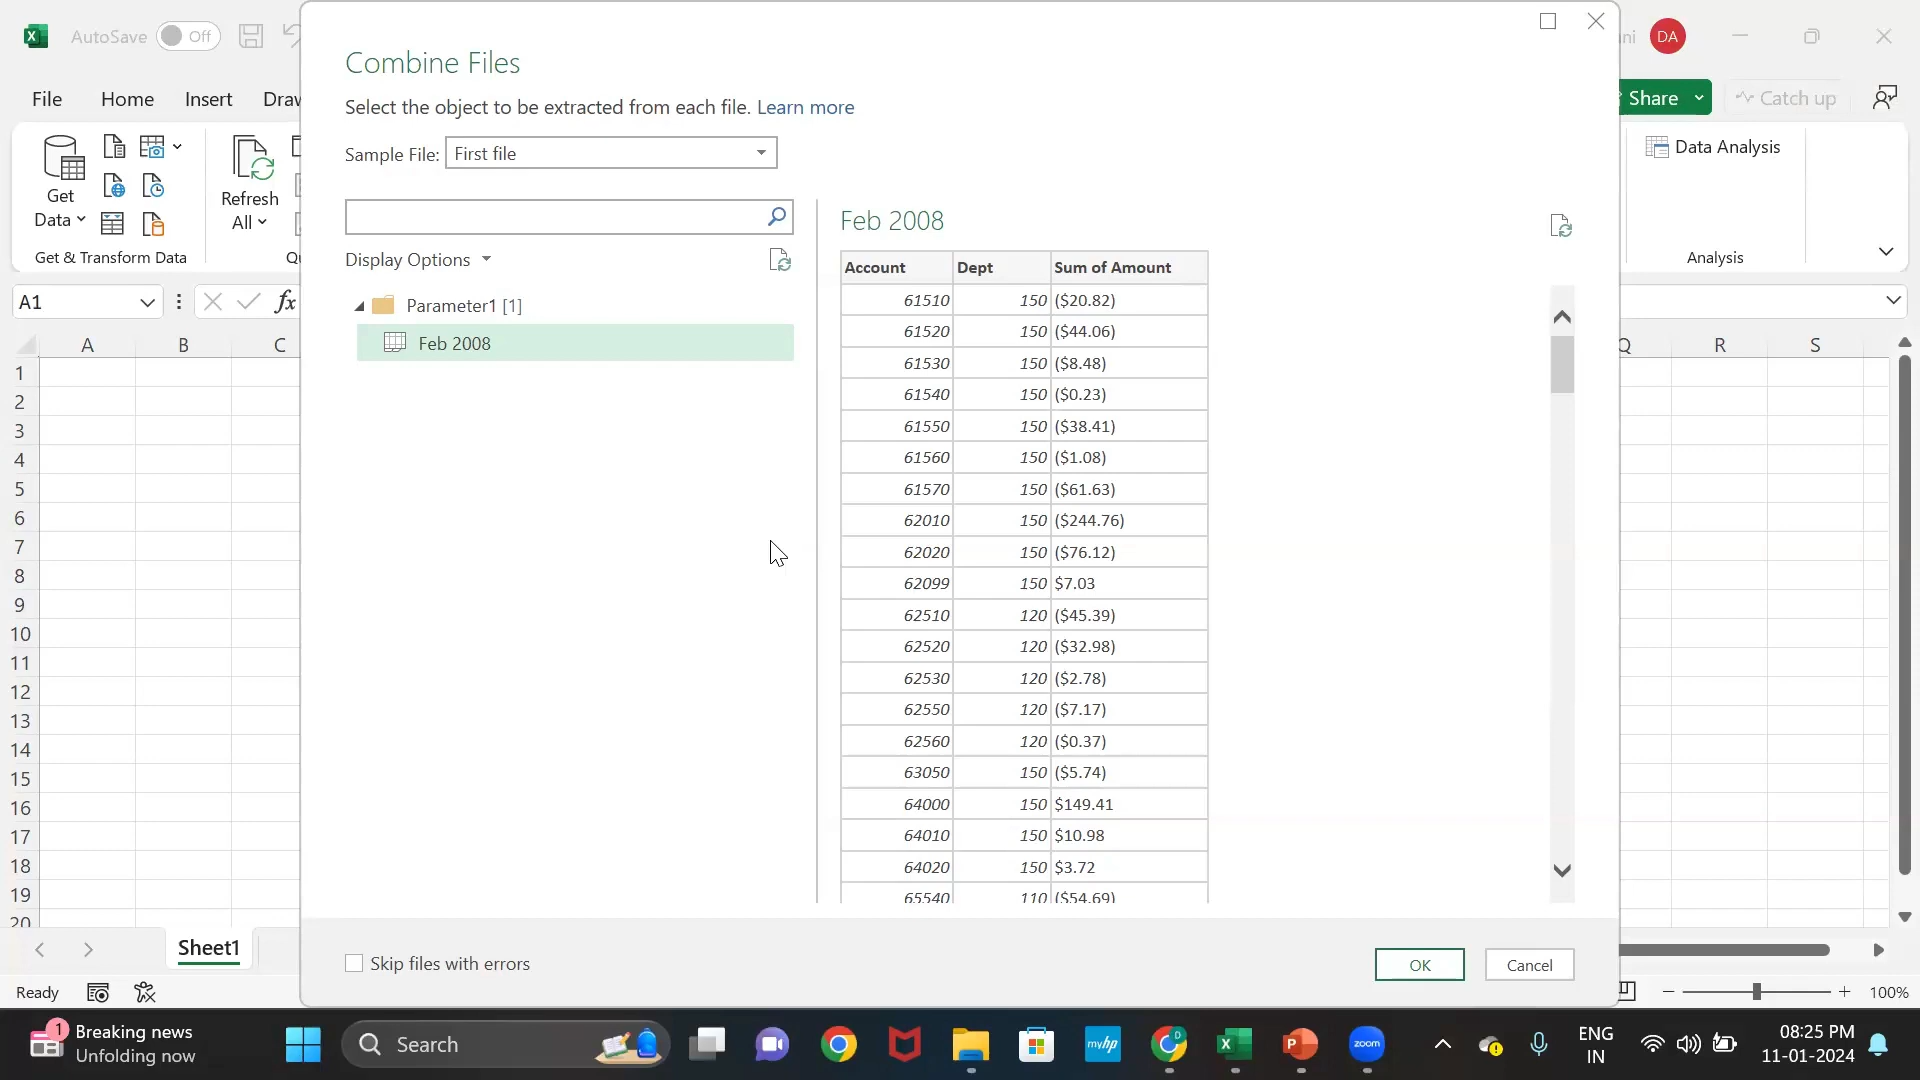 AutoSave Off
ni DA
File Home Insert Draw
Share Catch up
Get
Data
Refresh
All
Get & Transform Data
Qu
Data Analysis
Analysis
A1
fx
A B C
Q R S
1
2
3
4
5
6
7
8
9
10
11
12
13
14
15
16
17
18
19
20
Combine Files
Select the object to be extracted from each file. Learn more
Sample File: First file
Display Options
Parameter1 [1]
Feb 2008
Feb 2008
Account Dept Sum of Amount
61510 150 ($20.82)
61520 150 ($44.06)
61530 150 ($8.48)
61540 150 ($0.23)
61550 150 ($38.41)
61560 150 ($1.08)
61570 150 ($61.63)
62010 150 ($244.76)
62020 150 ($76.12)
62099 150 $7.03
62510 120 ($45.39)
62520 120 ($32.98)
62530 120 ($2.78)
62550 120 ($7.17)
62560 120 ($0.37)
63050 150 ($5.74)
64000 150 $149.41
64010 150 $10.98
64020 150 $3.72
65540 110 ($54.69)
Skip files with errors
OK Cancel
Sheet1
Ready
100%
1
Breaking news
Unfolding now
Search
myhp
D
zoom
ENG
IN
08:25 PM
11-01-2024